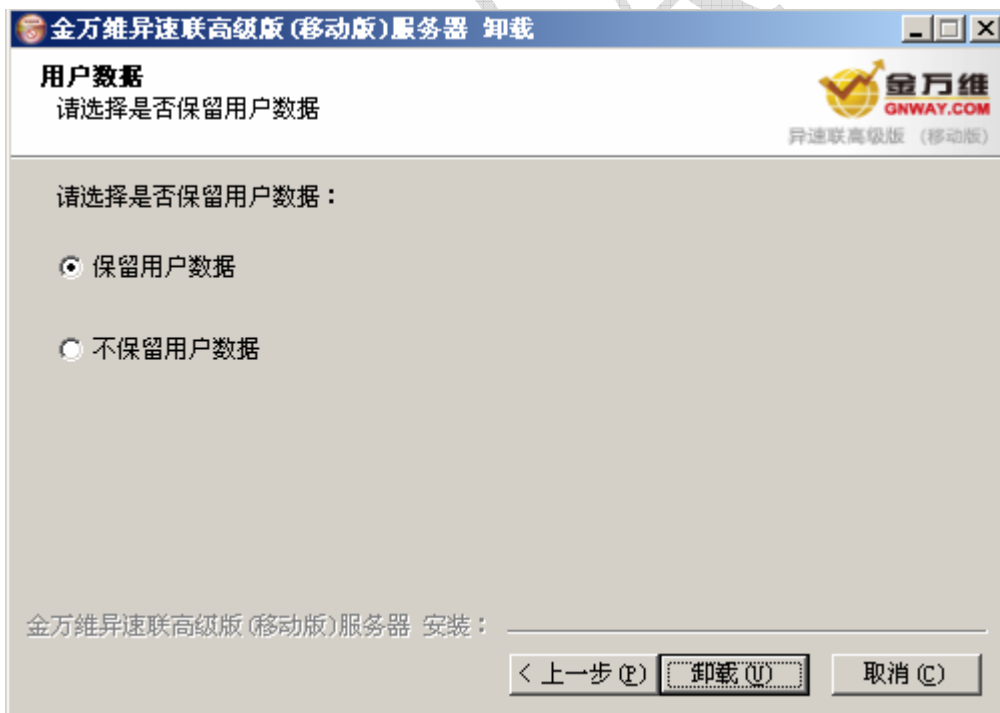 金万维异速联高级版(移动版)服务器 卸载
用户数据
请选择是否保留用户数据
金万维
GNWAY.COM
异速联高级版 (移动版)
请选择是否保留用户数据：
保留用户数据
不保留用户数据
金万维异速联高级版(移动版)服务器 安装：
< 上一步(P)
卸载(U)
取消(C)